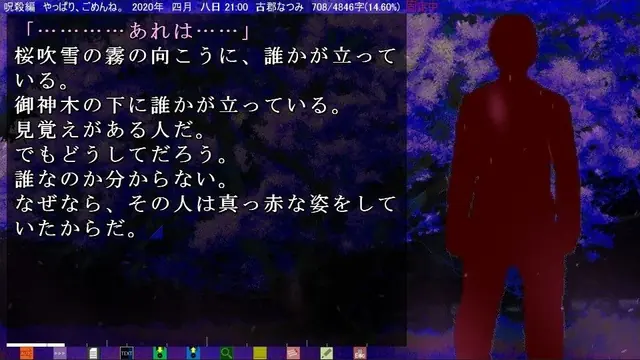 呪殺編 やっぱり、ごめんね。 2020年 四月 八日 21:00 古郡なつみ 708/4846字(14.60%)
「…………あれは……」
桜吹雪の霧の向こうに、誰かが立って
いる。
御神木の下に誰かが立っている。
見覚えがある人だ。
でもどうしてだろう。
誰なのか分からない。
なぜなら、その人は真っ赤な姿をして
いたからだ。
TEXT